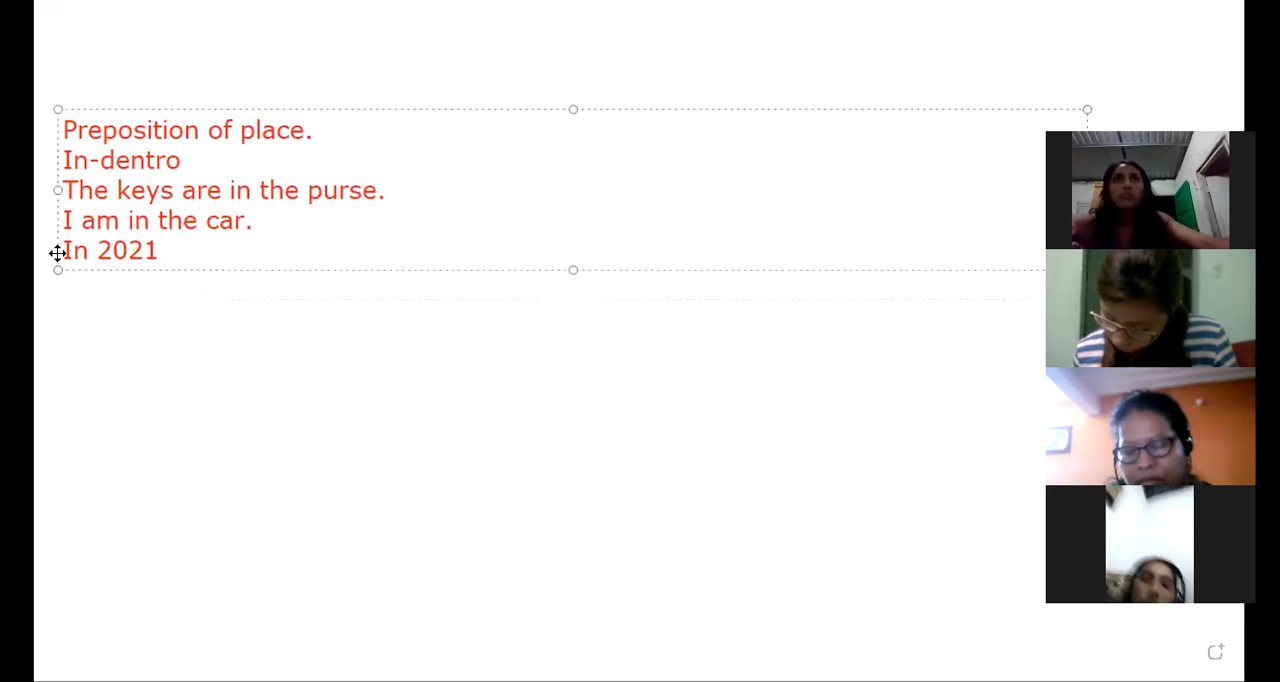 Preposition of place.
In-dentro
The keys are in the purse.
I am in the car.
In 2021